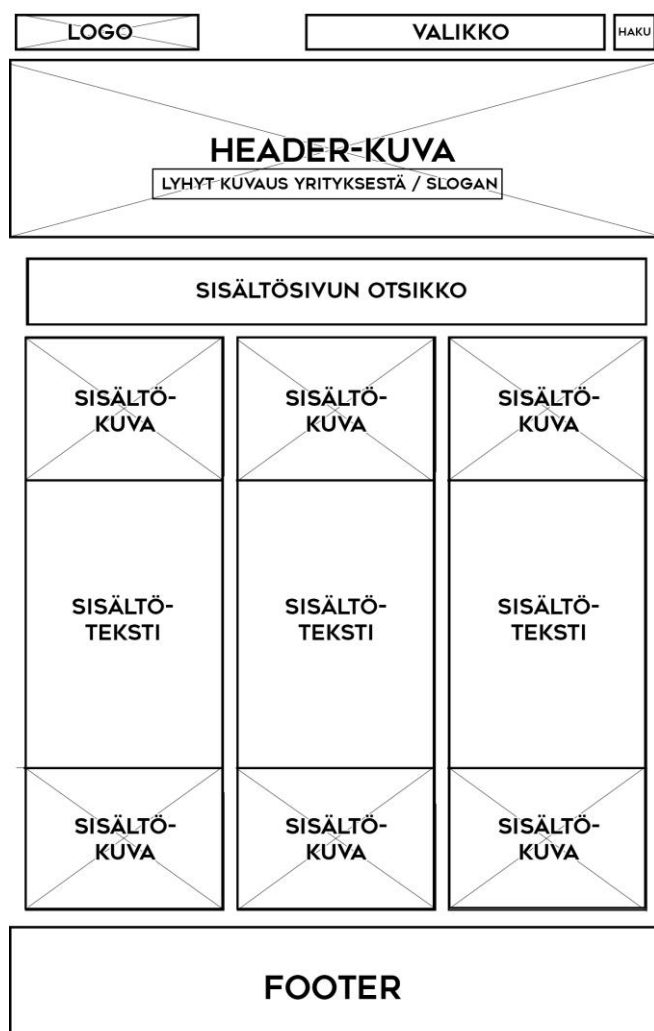 LOGO
VALIKKO
HAKU
HEADER-KUVA
LYHYT KUVAUS YRITYKSESTÄ / SLOGAN
SISÄLTÖSIVUN OTSIKKO
SISÄLTÖ-
KUVA
SISÄLTÖ-
KUVA
SISÄLTÖ-
KUVA
SISÄLTÖ-
TEKSTI
SISÄLTÖ-
TEKSTI
SISÄLTÖ-
TEKSTI
SISÄLTÖ-
KUVA
SISÄLTÖ-
KUVA
SISÄLTÖ-
KUVA
FOOTER